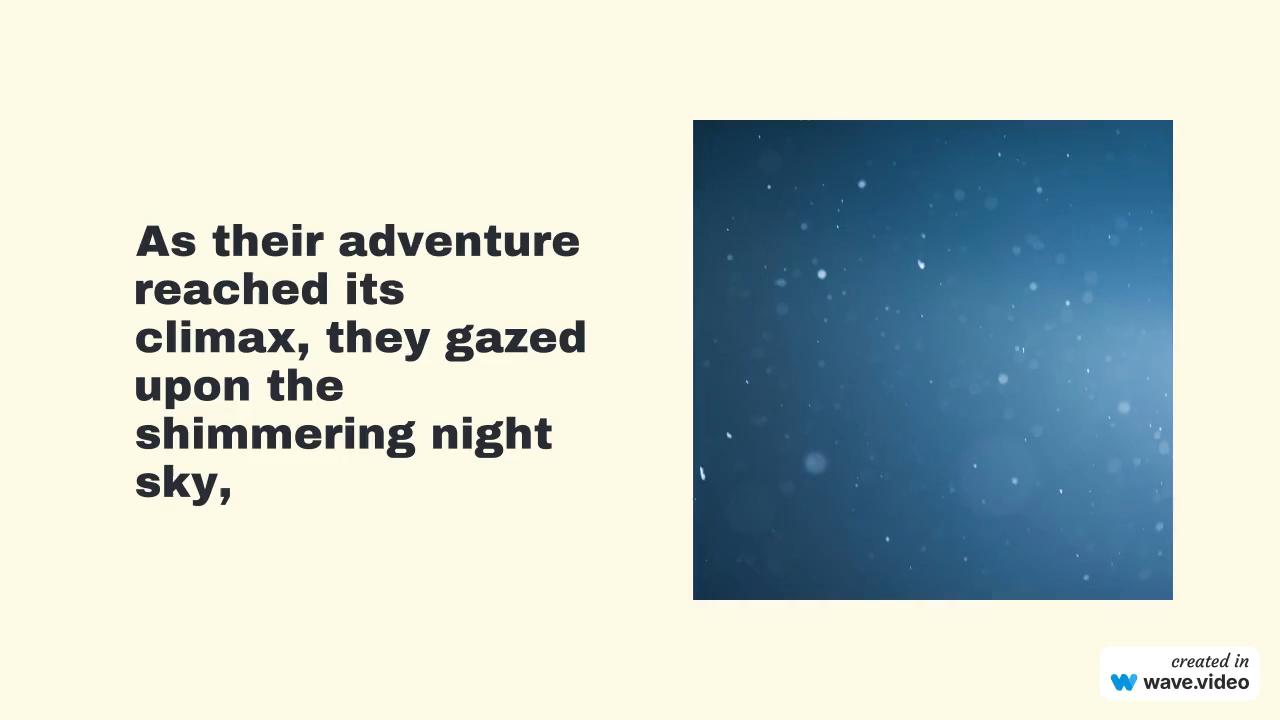 As their adventure
reached its
climax, they gazed
upon the
shimmering night
sky,
created in
wave.video